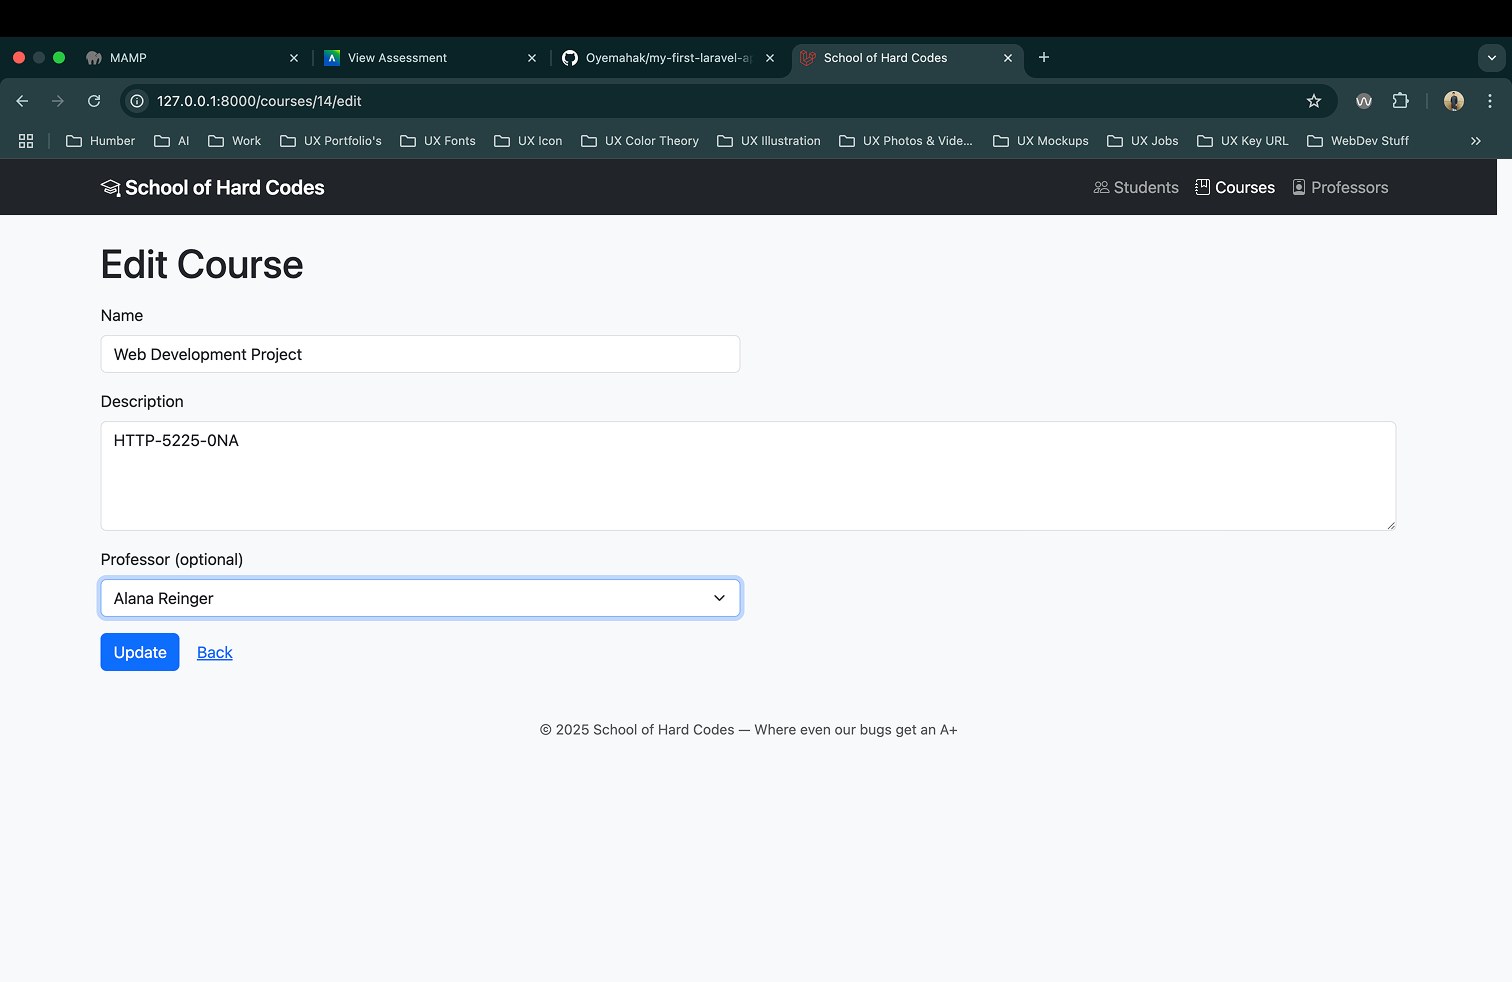 MAMP
View Assessment
Oyemahak/my-first-laravel-ap
School of Hard Codes
127.0.0.1:8000/courses/14/edit
Humber
AI
Work
UX Portfolio's
UX Fonts
UX Icon
UX Color Theory
UX Illustration
UX Photos & Vide...
UX Mockups
UX Jobs
UX Key URL
WebDev Stuff
School of Hard Codes
Students
Courses
Professors
Edit Course
Name
Web Development Project
Description
HTTP-5225-0NA
Professor (optional)
Alana Reinger
Update
Back
© 2025 School of Hard Codes — Where even our bugs get an A+